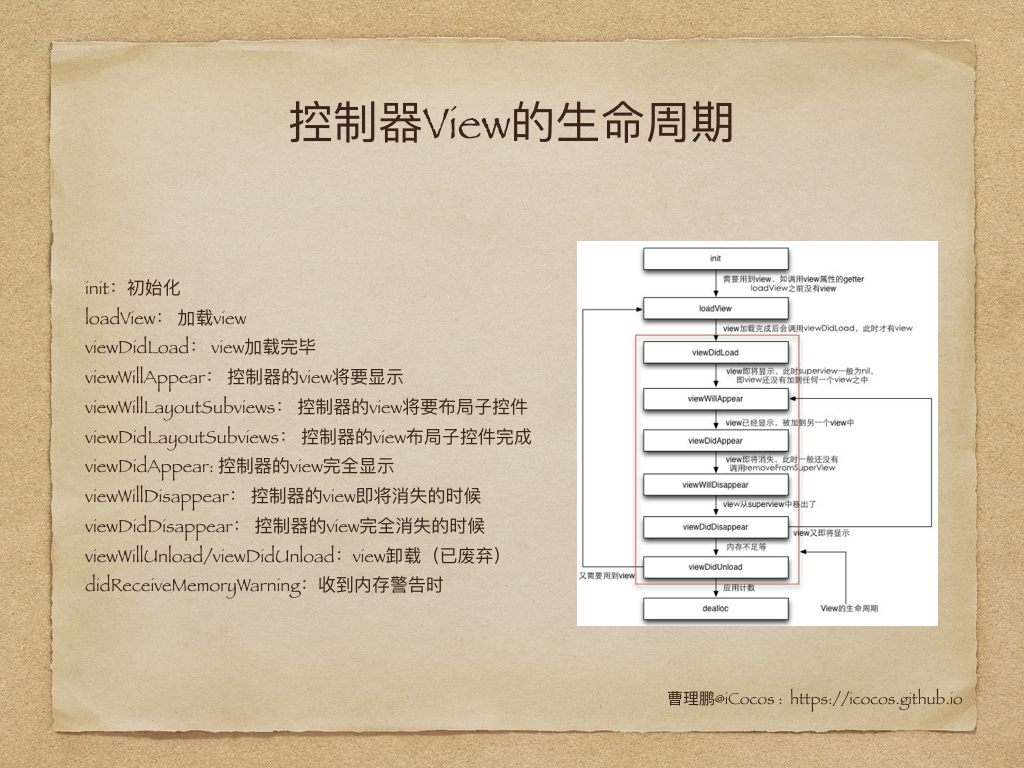 控制器View的生命周期
init：初始化
loadView： 加载view
viewDidLoad： view加载完毕
viewWillAppear： 控制器的view将要显示
viewWillLayoutSubviews： 控制器的view将要布局子控件
viewDidLayoutSubviews： 控制器的view布局子控件完成
viewDidAppear: 控制器的view完全显示
viewWillDisappear： 控制器的view即将消失的时候
viewDidDisappear： 控制器的view完全消失的时候
viewWillUnload/viewDidUnload：view卸载（已废弃）
didReceiveMemoryWarning：收到内存警告时
init
需要用到view，如调用view属性的getter
loadView之前没有view
loadView
view加载完成后会调用viewDidLoad，此时才有view
viewDidLoad
view即将显示，此时superview一般为nil，
即view还没有加到任何一个view之中
viewWillAppear
view已经显示，被加到另一个view中
viewDidAppear
view即将消失，此时一般还没有
调用removeFromSuperView
viewWillDisappear
view从superview中移出了
viewDidDisappear
view又即将显示
内存不足等
viewDidUnload
又需要用到view
应用计数
dealloc
View的生命周期
曹理鹏@iCocos : https://icocos.github.io